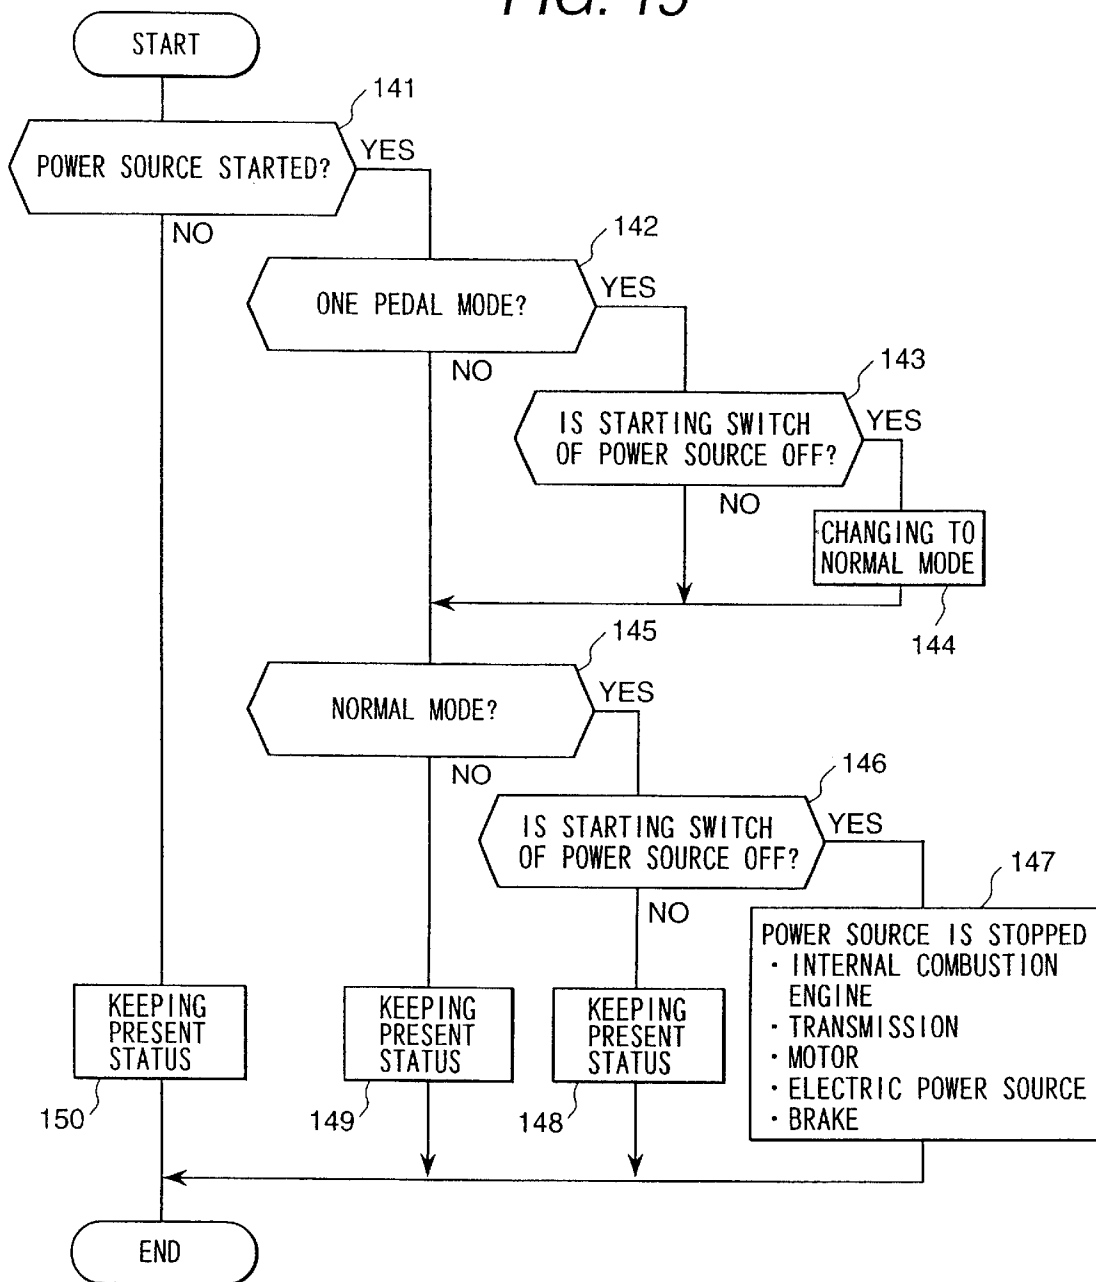 FIG. 15
START
141
POWER SOURCE STARTED?
YES
NO
142
ONE PEDAL MODE?
YES
NO
143
IS STARTING SWITCH
OF POWER SOURCE OFF?
YES
NO
CHANGING TO
NORMAL MODE
144
145
NORMAL MODE?
YES
NO
146
IS STARTING SWITCH
OF POWER SOURCE OFF?
YES
NO
147
POWER SOURCE IS STOPPED
・INTERNAL COMBUSTION
ENGINE
・TRANSMISSION
・MOTOR
・ELECTRIC POWER SOURCE
・BRAKE
KEEPING
PRESENT
STATUS
150
KEEPING
PRESENT
STATUS
149
KEEPING
PRESENT
STATUS
148
END